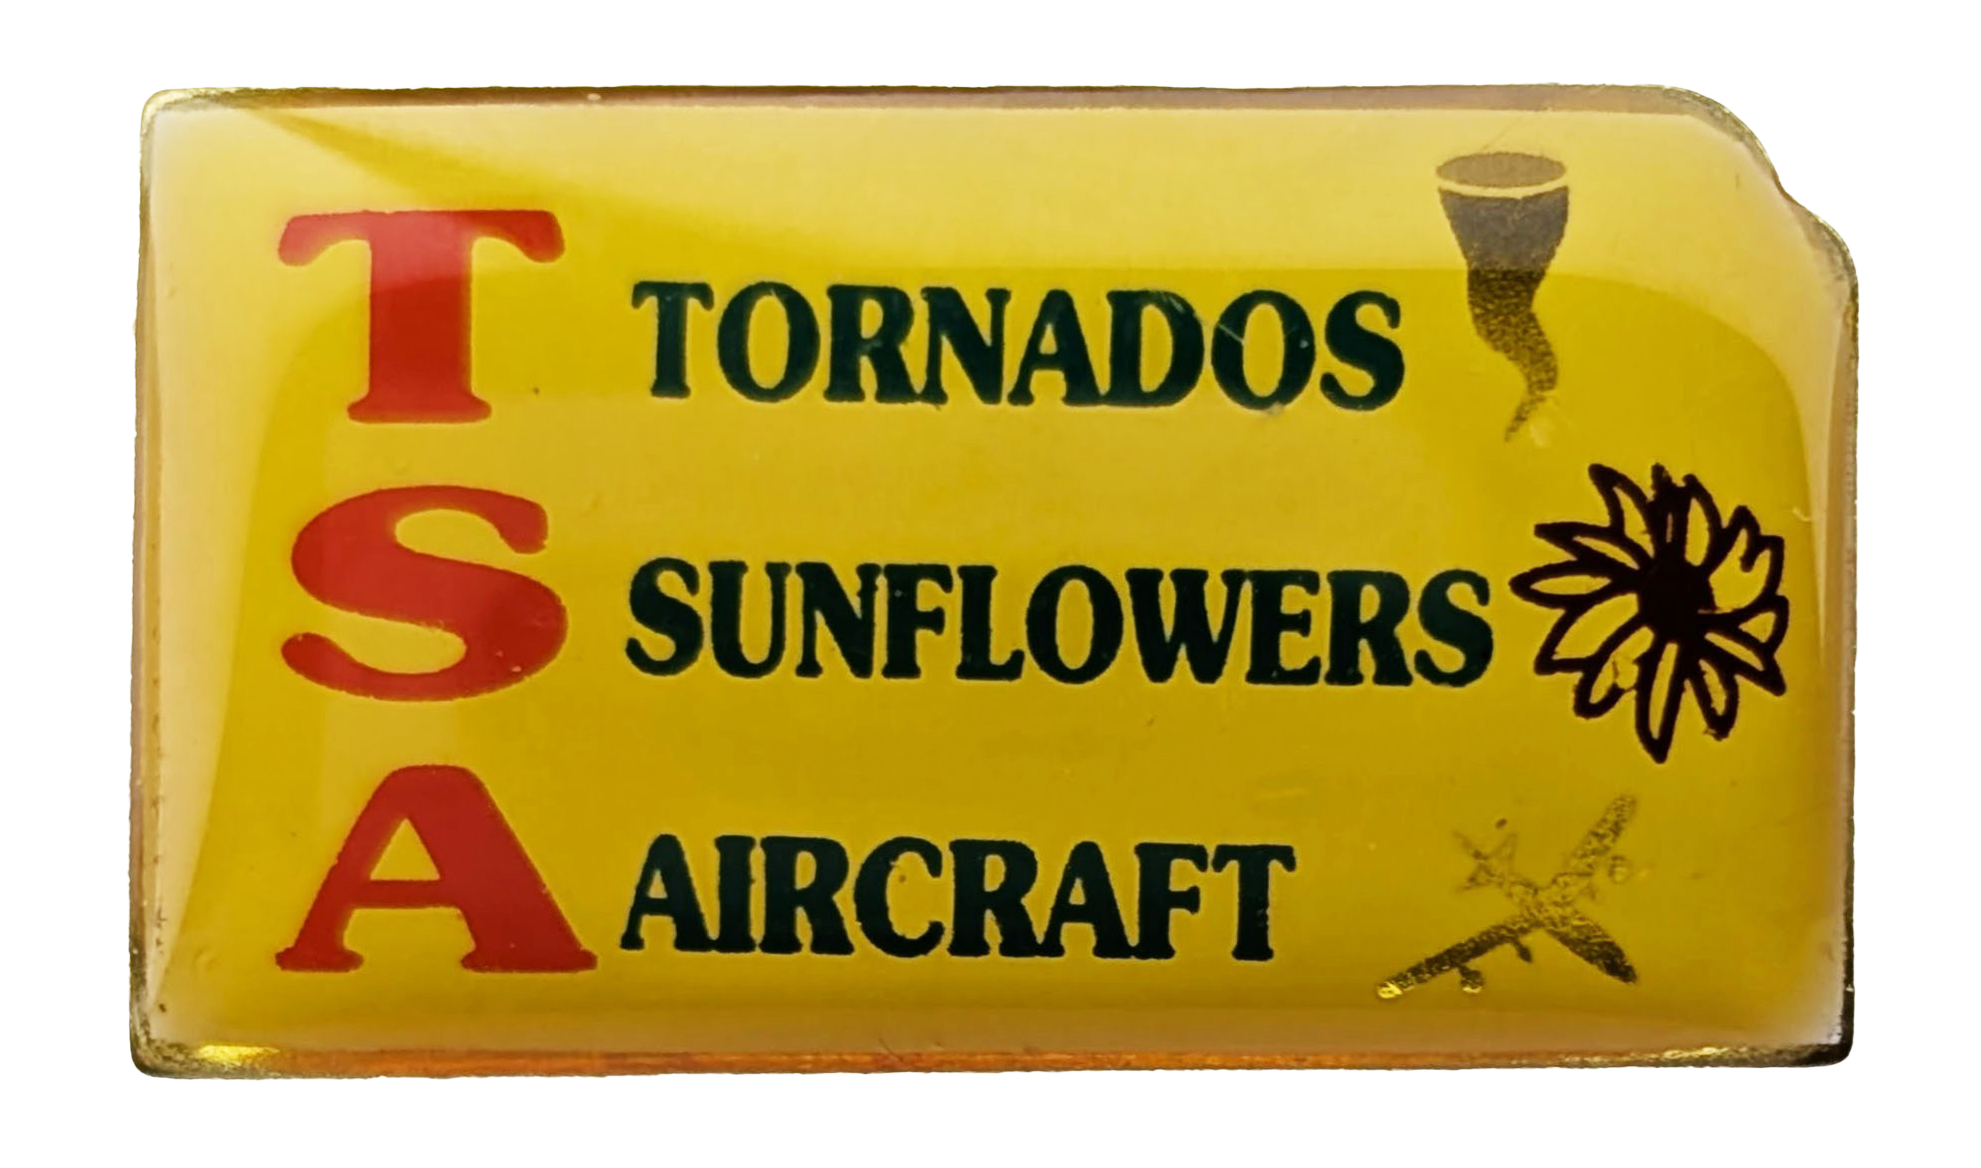 T TORNADOS
S SUNFLOWERS
A AIRCRAFT